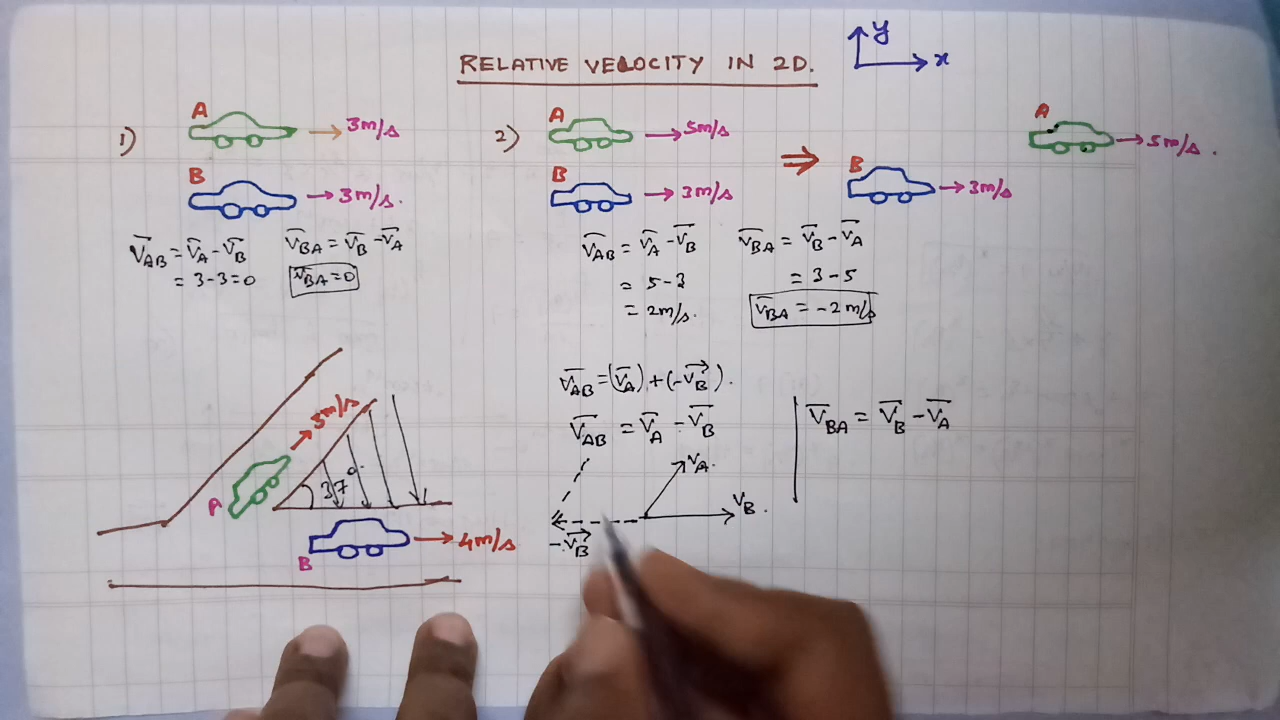 RELATIVE VELOCITY IN 2D.
y
x
1)
A
3m/s
B
3m/s.
V̅AB = V̅A - V̅B
= 3-3=0
V̅BA = V̅B - V̅A
V̅BA = 0
2)
A
5m/s
B
3m/s
⇒
A
5m/s.
B
3m/s
V̅AB = V̅A - V̅B
= 5-3
= 2m/s.
V̅BA = V̅B - V̅A
= 3-5
V̅BA = -2m/s
A
5m/s
37°
B
4m/s
V̅AB = (V̅A) + (-V⃗B).
V̅AB = V̅A - V̅B
VA.
VB.
-V⃗B
V̅BA = V̅B - V̅A